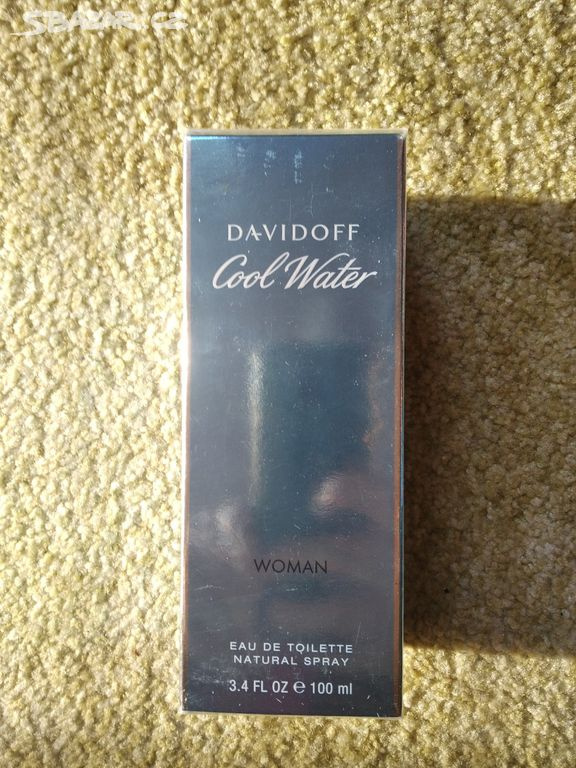 SBAZAR.CZ
DAVIDOFF
Cool Water
WOMAN
EAU DE TOILETTE
NATURAL SPRAY
3.4 FL OZ ℮ 100 ml